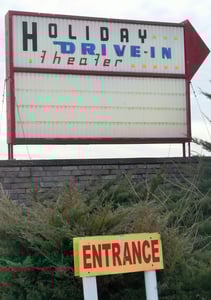 HOLIDAY
DRIVE-IN
theater
ENTRANCE